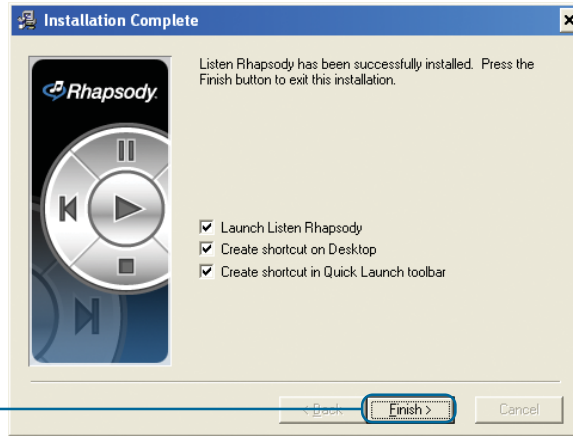 Installation Complete
Rhapsody.
Listen Rhapsody has been successfully installed. Press the
Finish button to exit this installation.
Launch Listen Rhapsody
Create shortcut on Desktop
Create shortcut in Quick Launch toolbar
< Back
Finish >
Cancel